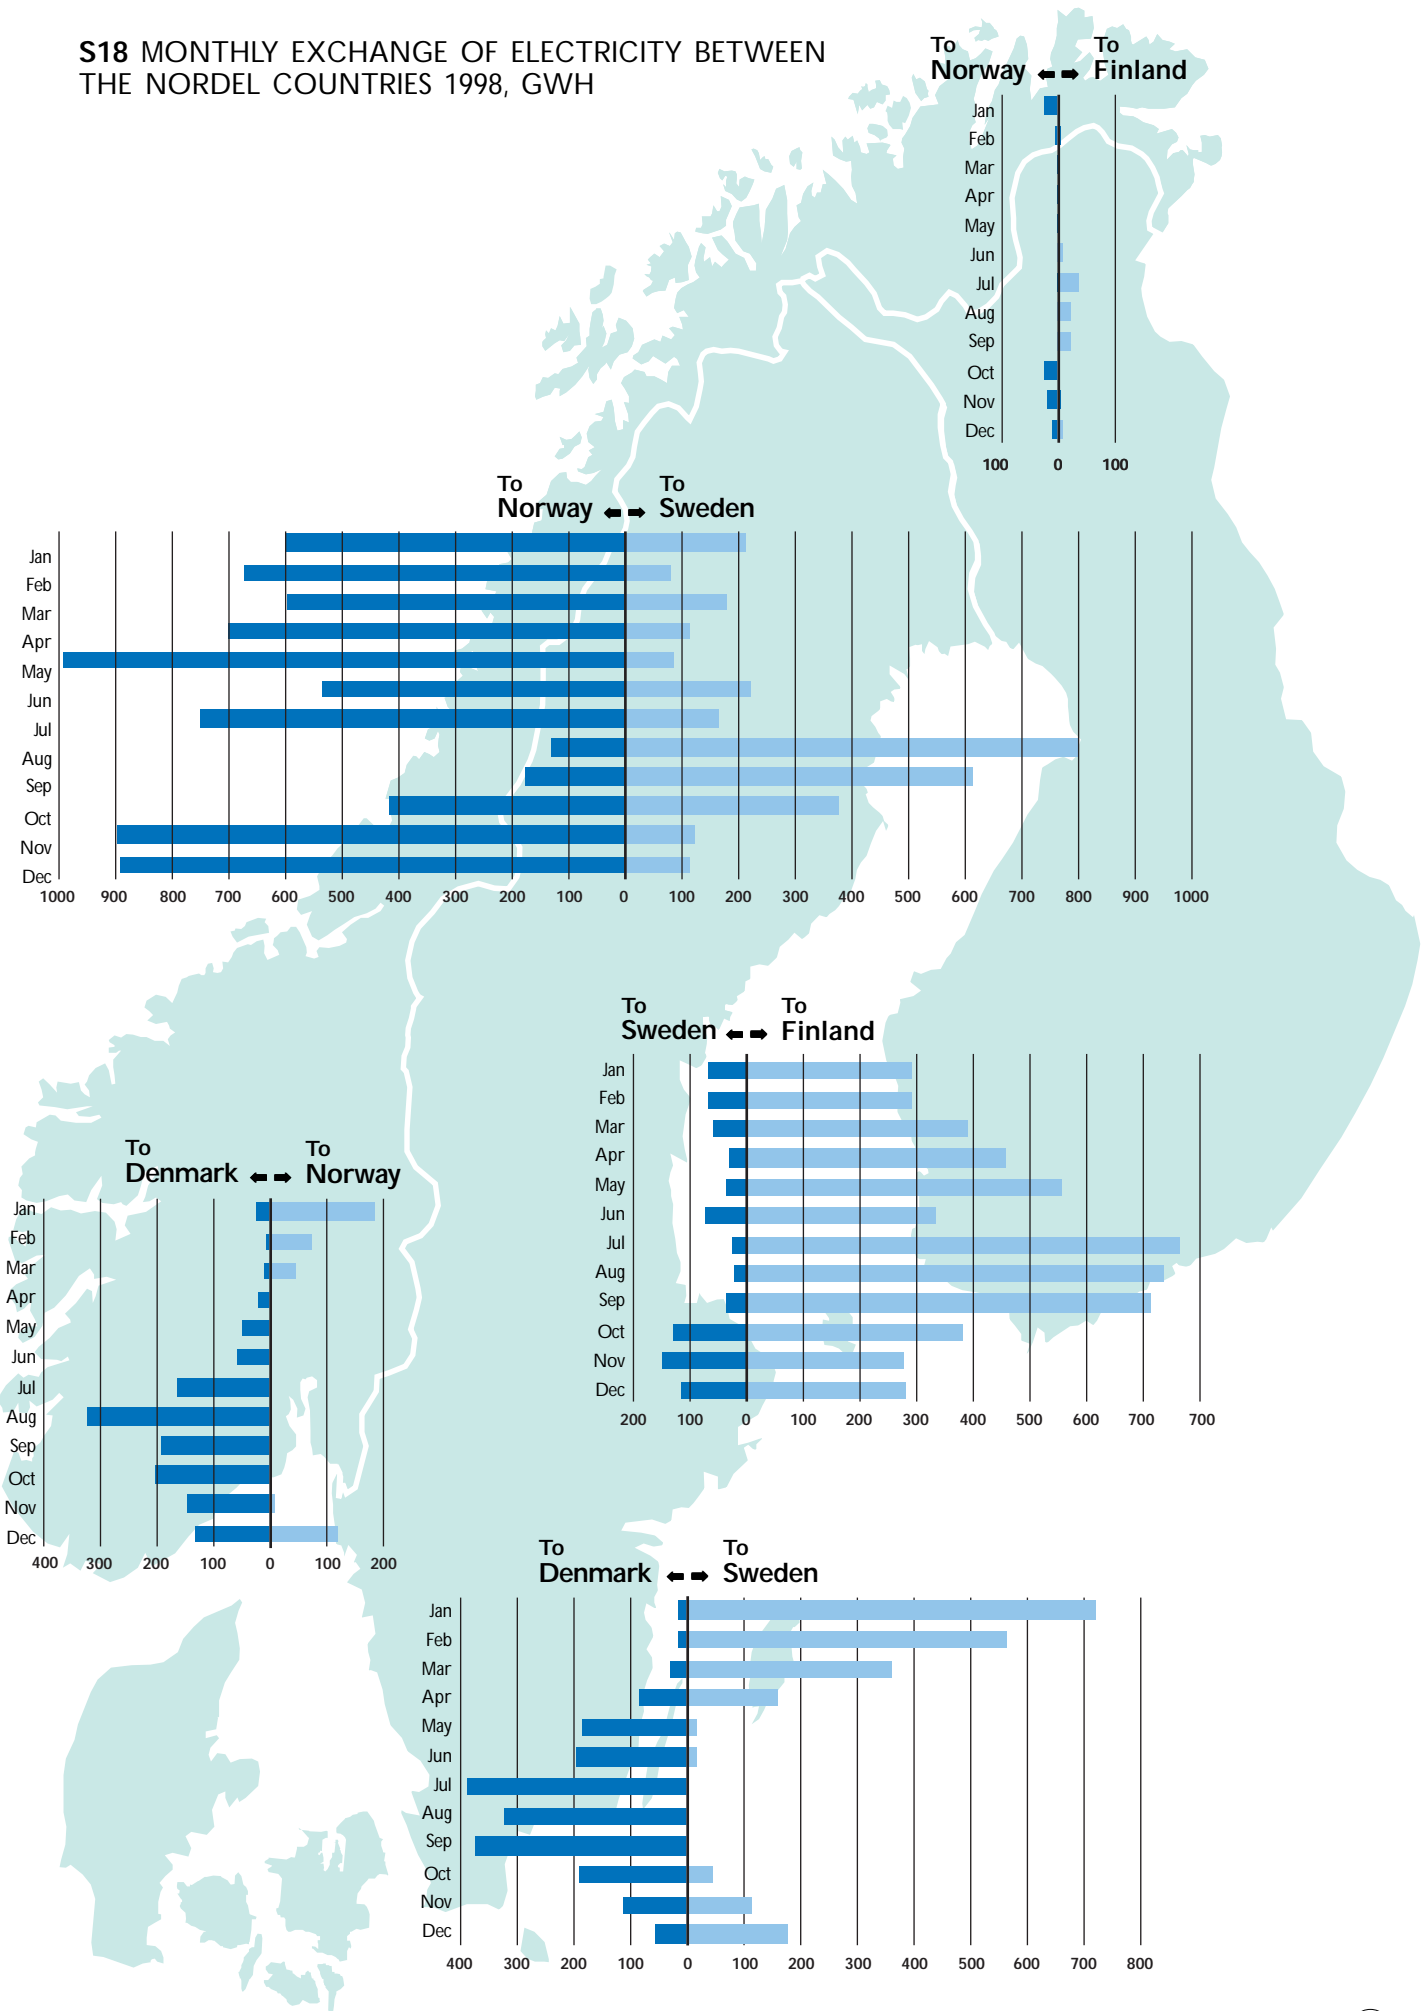 S18 MONTHLY EXCHANGE OF ELECTRICITY BETWEEN
THE NORDEL COUNTRIES 1998, GWH
To To
Norway Finland
Jan
Feb
Mar
Apr
May
Jun
Jul
Aug
Sep
Oct
Nov
Dec
100 0 100
To To
Norway Sweden
Jan
Feb
Mar
Apr
May
Jun
Jul
Aug
Sep
Oct
Nov
Dec
1000 900 800 700 600 500 400 300 200 100 0 100 200 300 400 500 600 700 800 900 1000
To To
Sweden Finland
Jan
Feb
Mar
Apr
May
Jun
Jul
Aug
Sep
Oct
Nov
Dec
200 100 0 100 200 300 400 500 600 700 700
To To
Denmark Norway
Jan
Feb
Mar
Apr
May
Jun
Jul
Aug
Sep
Oct
Nov
Dec
400 300 200 100 0 100 200
To To
Denmark Sweden
Jan
Feb
Mar
Apr
May
Jun
Jul
Aug
Sep
Oct
Nov
Dec
400 300 200 100 0 100 200 300 400 500 600 700 800